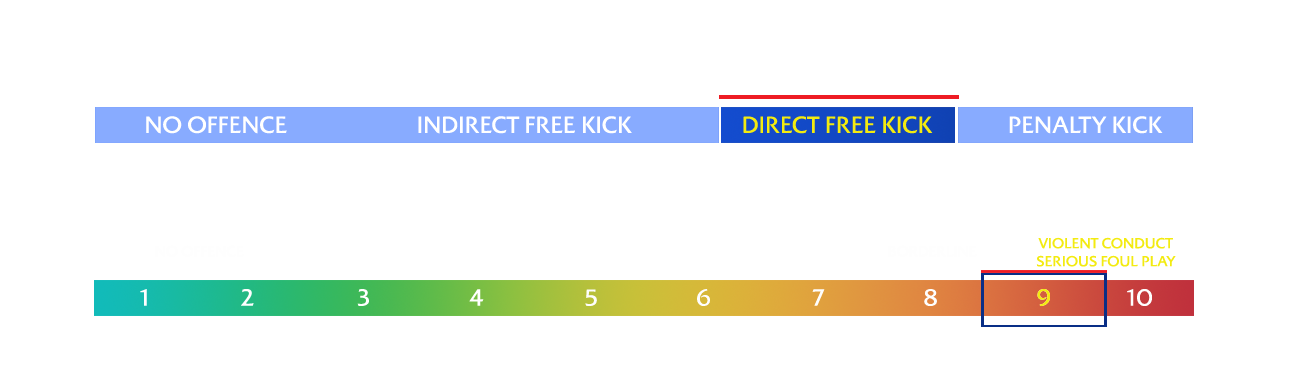 NO OFFENCE INDIRECT FREE KICK DIRECT FREE KICK PENALTY KICK
VIOLENT CONDUCT
SERIOUS FOUL PLAY
1 2 3 4 5 6 7 8 9 10